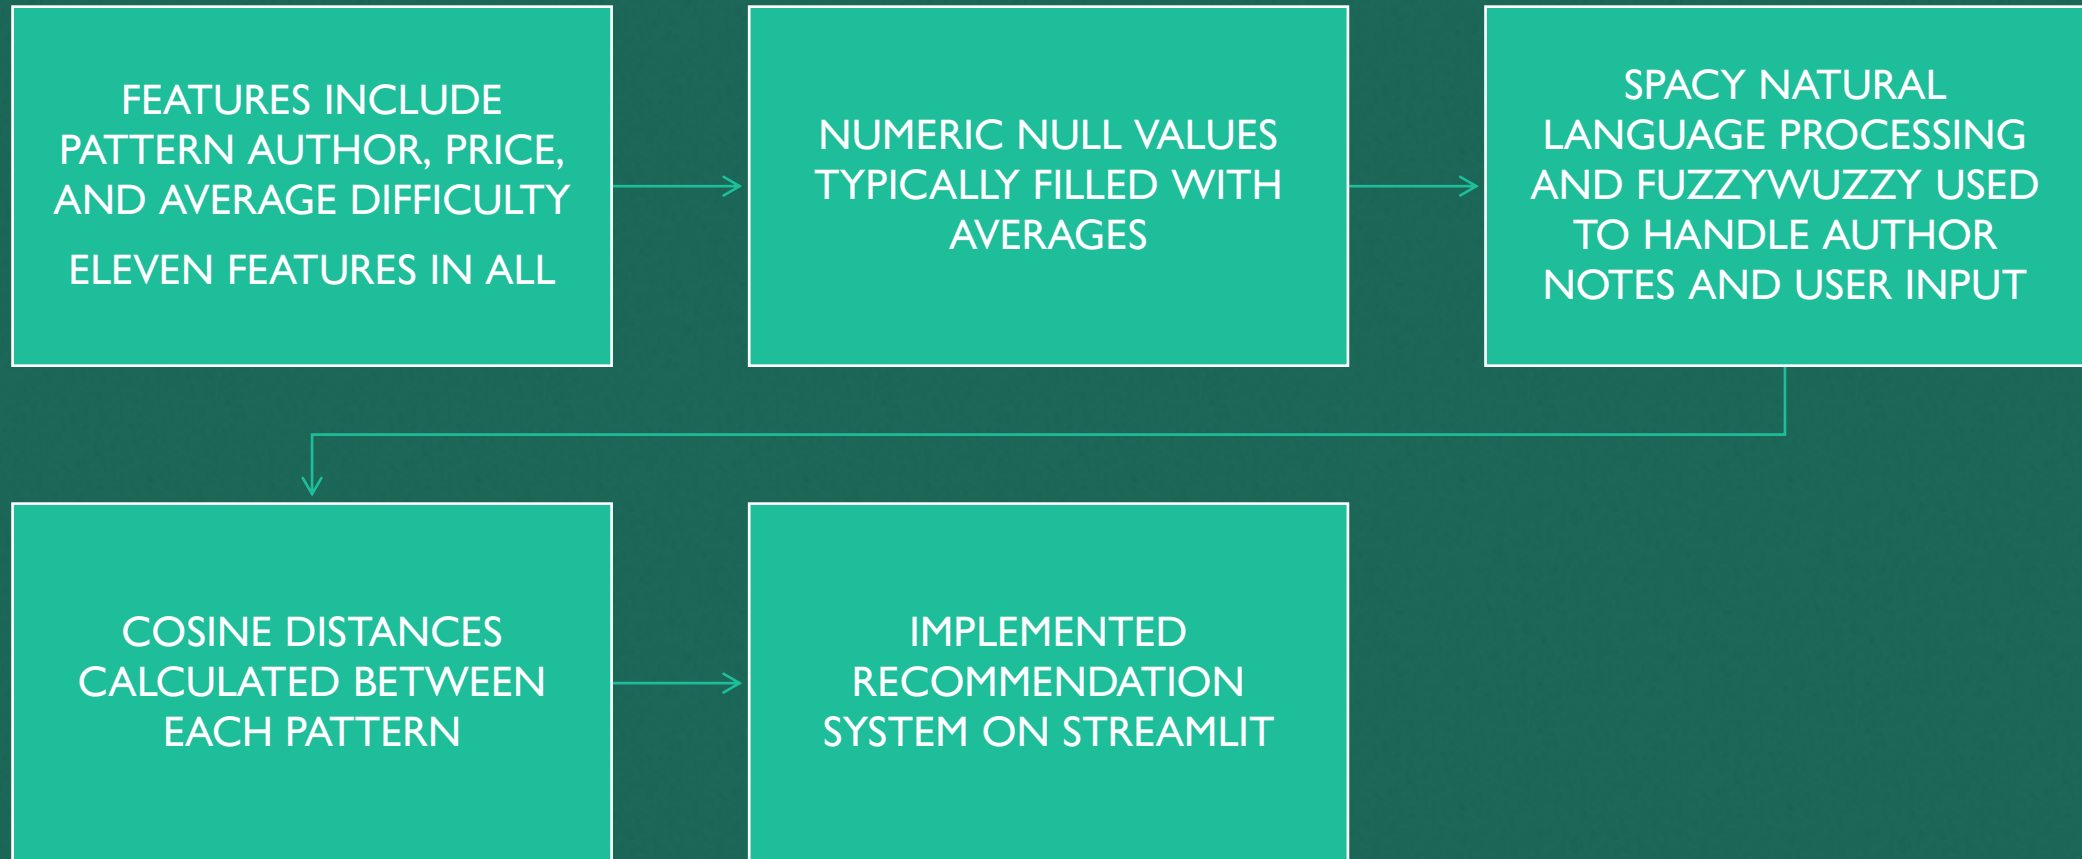 FEATURES INCLUDE
PATTERN AUTHOR, PRICE,
AND AVERAGE DIFFICULTY
ELEVEN FEATURES IN ALL
NUMERIC NULL VALUES
TYPICALLY FILLED WITH
AVERAGES
SPACY NATURAL
LANGUAGE PROCESSING
AND FUZZYWUZZY USED
TO HANDLE AUTHOR
NOTES AND USER INPUT
COSINE DISTANCES
CALCULATED BETWEEN
EACH PATTERN
IMPLEMENTED
RECOMMENDATION
SYSTEM ON STREAMLIT